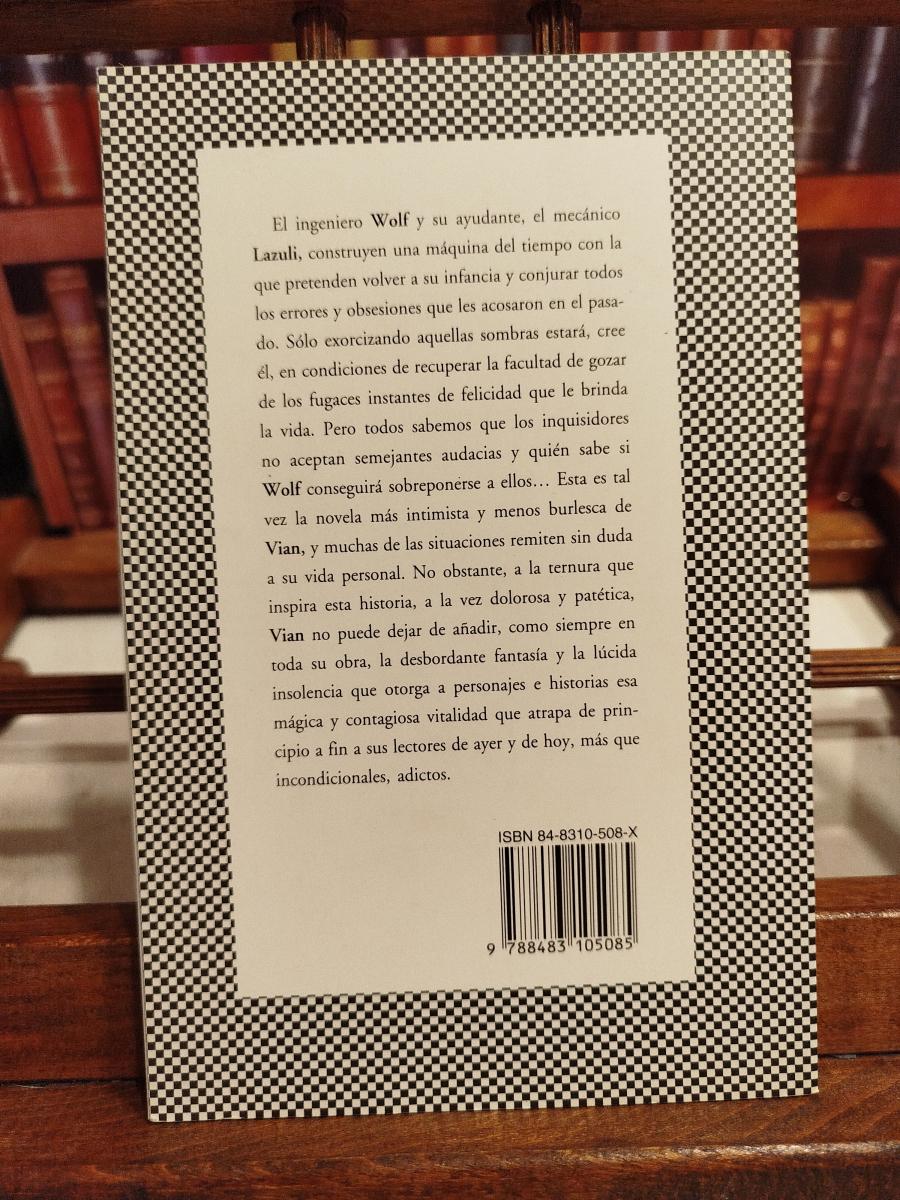 El ingeniero Wolf y su ayudante, el mecánico
Lazuli, construyen una máquina del tiempo con la
que pretenden volver a su infancia y conjurar todos
los errores y obsesiones que les acosaron en el pasa-
do. Sólo exorcizando aquellas sombras estará, cree
él, en condiciones de recuperar la facultad de gozar
de los fugaces instantes de felicidad que le brinda
la vida. Pero todos sabemos que los inquisidores
no aceptan semejantes audacias y quién sabe si
Wolf conseguirá sobreponerse a ellos... Esta es tal
vez la novela más intimista y menos burlesca de
Vian, y muchas de las situaciones remiten sin duda
a su vida personal. No obstante, a la ternura que
inspira esta historia, a la vez dolorosa y patética,
Vian no puede dejar de añadir, como siempre en
toda su obra, la desbordante fantasía y la lúcida
insolencia que otorga a personajes e historias esa
mágica y contagiosa vitalidad que atrapa de prin-
cipio a fin a sus lectores de ayer y de hoy, más que
incondicionales, adictos.
ISBN 84-8310-508-X
9 788483 105085